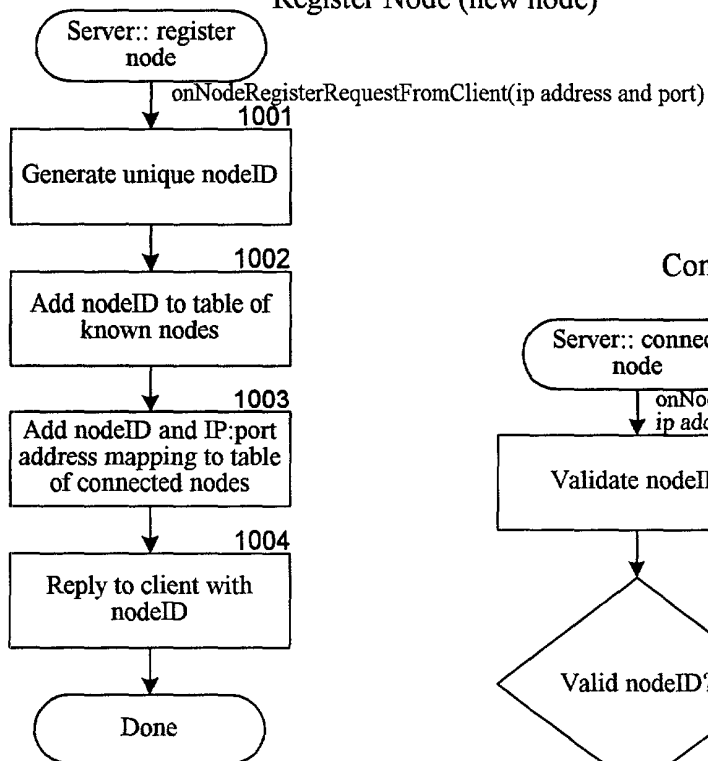 Register Node (new node)
Server:: register
node
onNodeRegisterRequestFromClient(ip address and port)
1001
Generate unique nodeID
1002
Add nodeID to table of
known nodes
1003
Add nodeID and IP:port
address mapping to table
of connected nodes
1004
Reply to client with
nodeID
Done
Server::
node
ip
Validate
Valid nodeID?